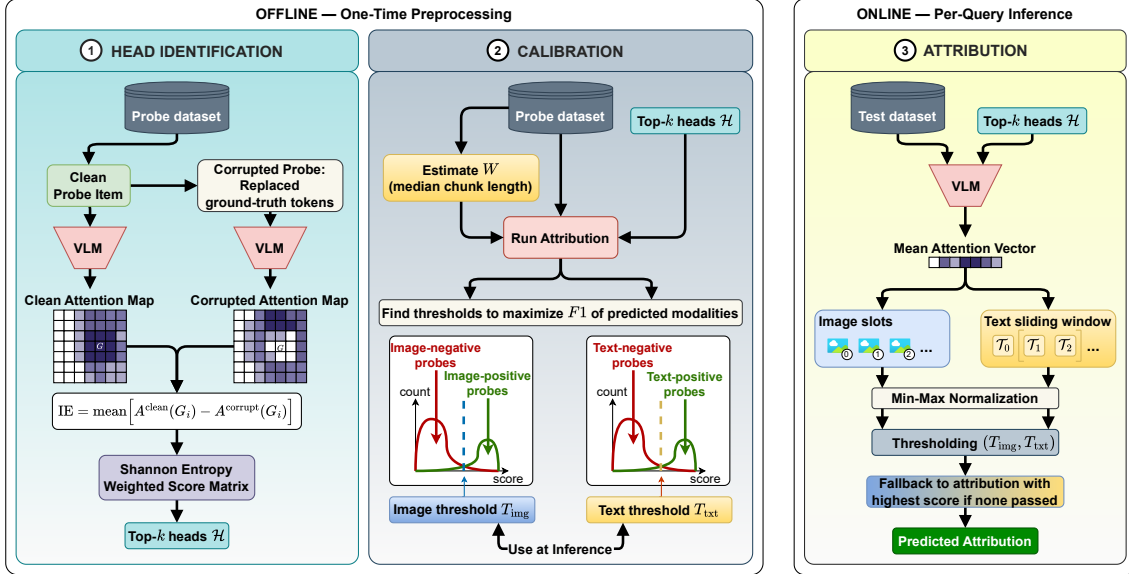 OFFLINE — One-Time Preprocessing
1 HEAD IDENTIFICATION
Probe dataset
Clean
Probe Item
Corrupted Probe:
Replaced
ground-truth tokens
VLM
VLM
Clean Attention Map
Corrupted Attention Map
G
G
IE = mean[A^clean(G_i) − A^corrupt(G_i)]
Shannon Entropy
Weighted Score Matrix
Top-k heads H
2 CALIBRATION
Probe dataset
Top-k heads H
Estimate W
(median chunk length)
Run Attribution
Find thresholds to maximize F1 of predicted modalities
Image-negative
probes
Image-positive
probes
count
score
Text-negative
probes
Text-positive
probes
count
score
Image threshold T_img
Text threshold T_txt
Use at Inference
ONLINE — Per-Query Inference
3 ATTRIBUTION
Test dataset
Top-k heads H
VLM
Mean Attention Vector
Image slots
0 1 2 ...
Text sliding window
T_0 [T_1 T_2] ...
Min-Max Normalization
Thresholding (T_img, T_txt)
Fallback to attribution with
highest score if none passed
Predicted Attribution